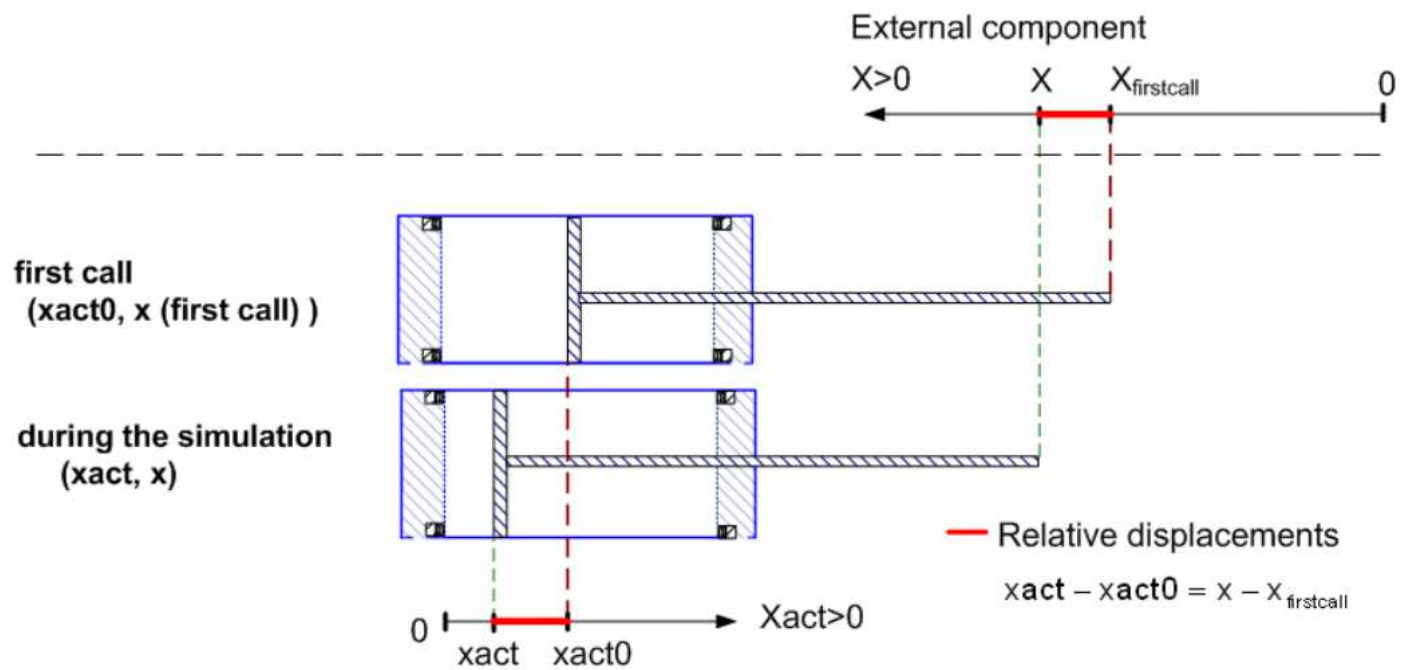 External component
X>0 X Xfirstcall 0
first call
(xact0, x (first call) )
during the simulation
(xact, x)
Relative displacements
xact – xact0 = x – x firstcall
0 Xact>0
xact xact0